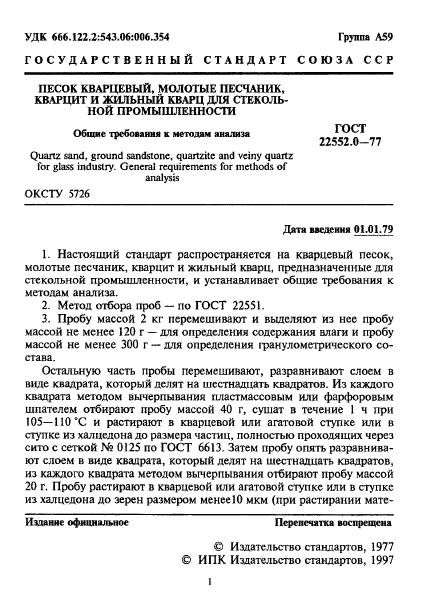 УДК 666.122.2:543.06:006.354 Группа А59
ГОСУДАРСТВЕННЫЙ СТАНДАРТ СОЮЗА ССР
ПЕСОК КВАРЦЕВЫЙ, МОЛОТЫЕ ПЕСЧАНИК,
КВАРЦИТ И ЖИЛЬНЫЙ КВАРЦ ДЛЯ СТЕКОЛЬ-
НОЙ ПРОМЫШЛЕННОСТИ
Общие требования к методам анализа
ГОСТ
22552.0—77
Quartz sand, ground sandstone, quartzite and veiny quartz
for glass industry. General requirements for methods of
analysis
ОКСТУ 5726
Дата введения 01.01.79
1. Настоящий стандарт распространяется на кварцевый песок,
молотые песчаник, кварцит и жильный кварц, предназначенные для
стекольной промышленности, и устанавливает общие требования к
методам анализа.
2. Метод отбора проб — по ГОСТ 22551.
3. Пробу массой 2 кг перемешивают и выделяют из нее пробу
массой не менее 120 г — для определения содержания влаги и пробу
массой не менее 300 г — для определения гранулометрического со-
става.
Остальную часть пробы перемешивают, разравнивают слоем в
виде квадрата, который делят на шестнадцать квадратов. Из каждого
квадрата методом вычерпывания пластмассовым или фарфоровым
шпателем отбирают пробу массой 40 г, сушат в течение 1 ч при
105—110 °С и растирают в кварцевой или агатовой ступке или в
ступке из халцедона до размера частиц, полностью проходящих через
сито с сеткой № 0125 по ГОСТ 6613. Затем пробу опять разравнива-
ют слоем в виде квадрата, который делят на шестнадцать квадратов,
из каждого квадрата методом вычерпывания отбирают пробу массой
20 г. Пробу растирают в кварцевой или агатовой ступке или в ступке
из халцедона до зерен размером менее10 мкм (при растирании мате-
Издание официальное Перепечатка воспрещена
© Издательство стандартов, 1977
© ИПК Издательство стандартов, 1997
1